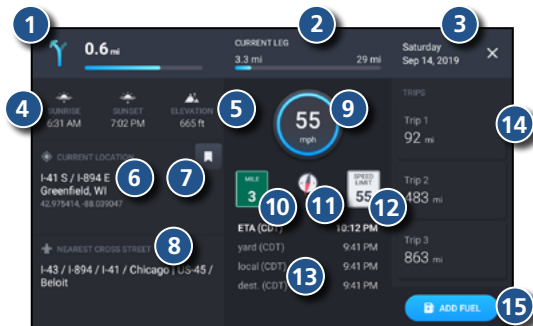 1
2
3
0.6 mi
CURRENT LEG
3.3 mi 29 mi
Saturday
Sep 14, 2019
4
SUNRISE
6:31 AM
SUNSET
7:02 PM
ELEVATION
665 ft
5
55
mph
9
TRIPS
Trip 1
92 mi
14
CURRENT LOCATION
I-41 S / I-894 E
Greenfield, WI
42.975414, -88.039047
6
7
MILE
3
10
11
SPEED
LIMIT
55
12
Trip 2
483 mi
NEAREST CROSS STREET
8
I-43 / I-894 / I-41 / Chicago | US-45 /
Beloit
ETA (CDT) 10:12 PM
yard (CDT) 9:41 PM
local (CDT) 9:41 PM
dest. (CDT) 9:41 PM
13
Trip 3
863 mi
ADD FUEL
15